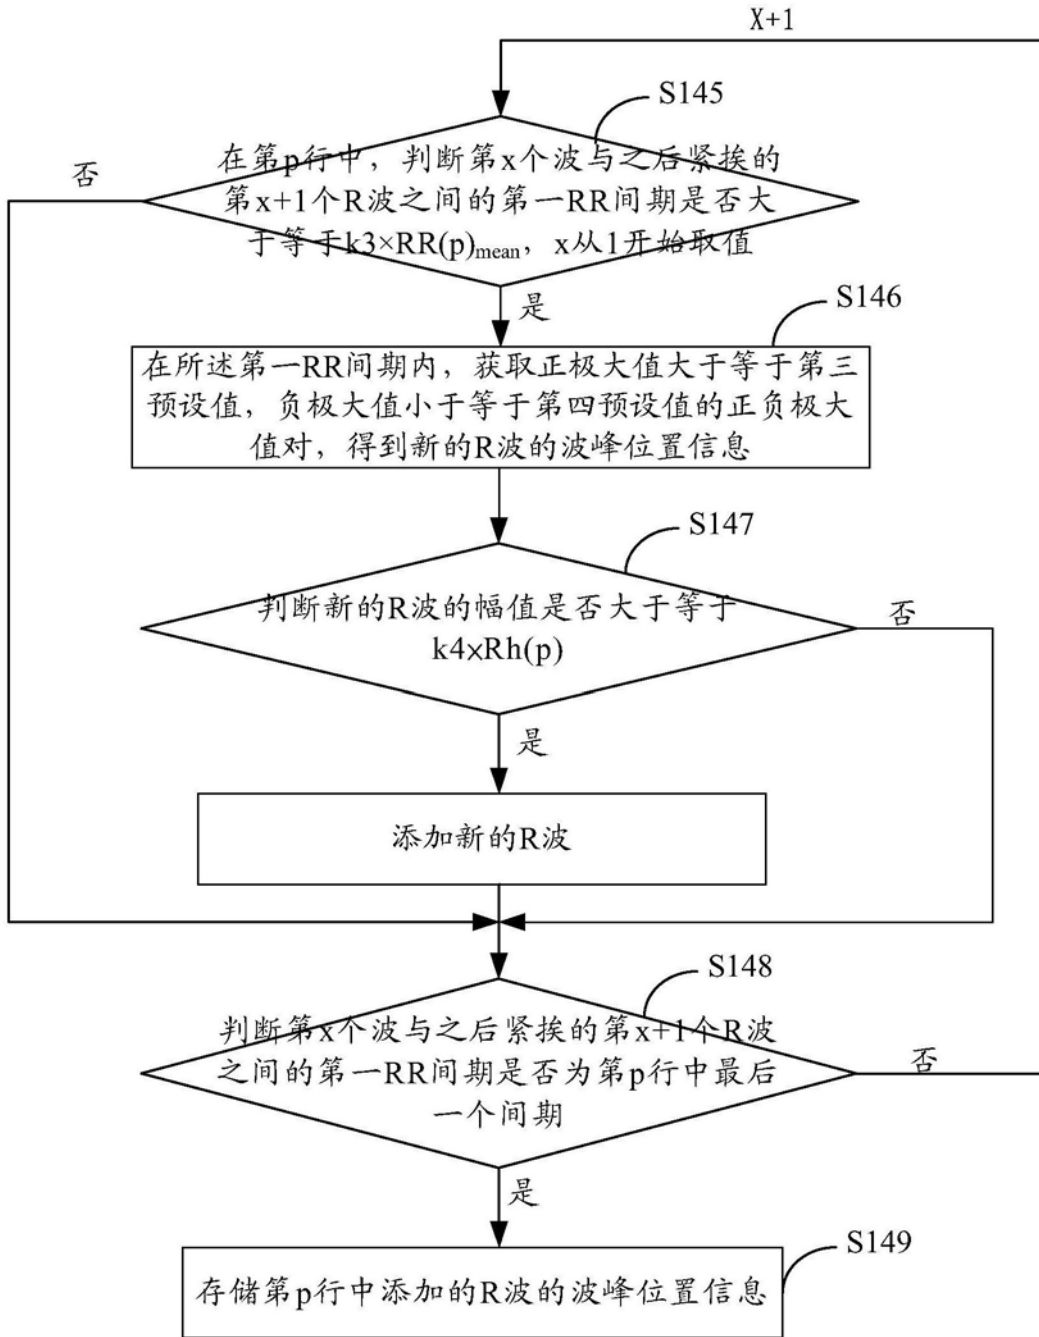 X+1
S145
在第p行中，判断第x个波与之后紧挨的
第x+1个R波之间的第一RR间期是否大
于等于k3×RR(p)mean，x从1开始取值
否
是
S146
在所述第一RR间期内，获取正极大值大于等于第三
预设值，负极大值小于等于第四预设值的正负极大
值对，得到新的R波的波峰位置信息
S147
判断新的R波的幅值是否大于等于
k4×Rh(p)
否
是
添加新的R波
S148
判断第x个波与之后紧挨的第x+1个R波
之间的第一RR间期是否为第p行中最后
一个间期
否
是
S149
存储第p行中添加的R波的波峰位置信息